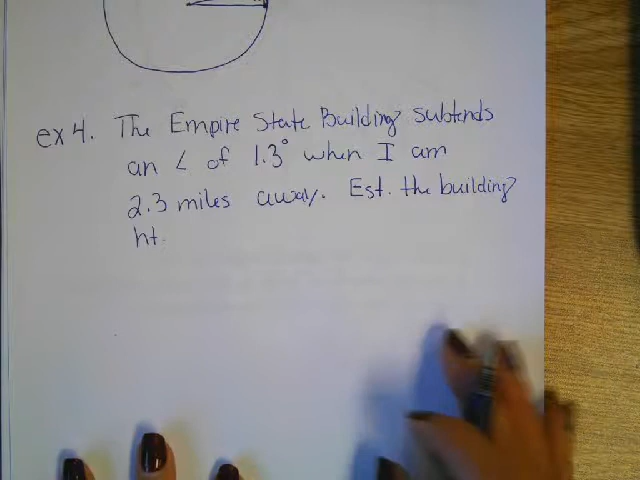 ex 4. The Empire State Building subtends
an ∠ of 1.3° when I am
2.3 miles away. Est. the building
ht.